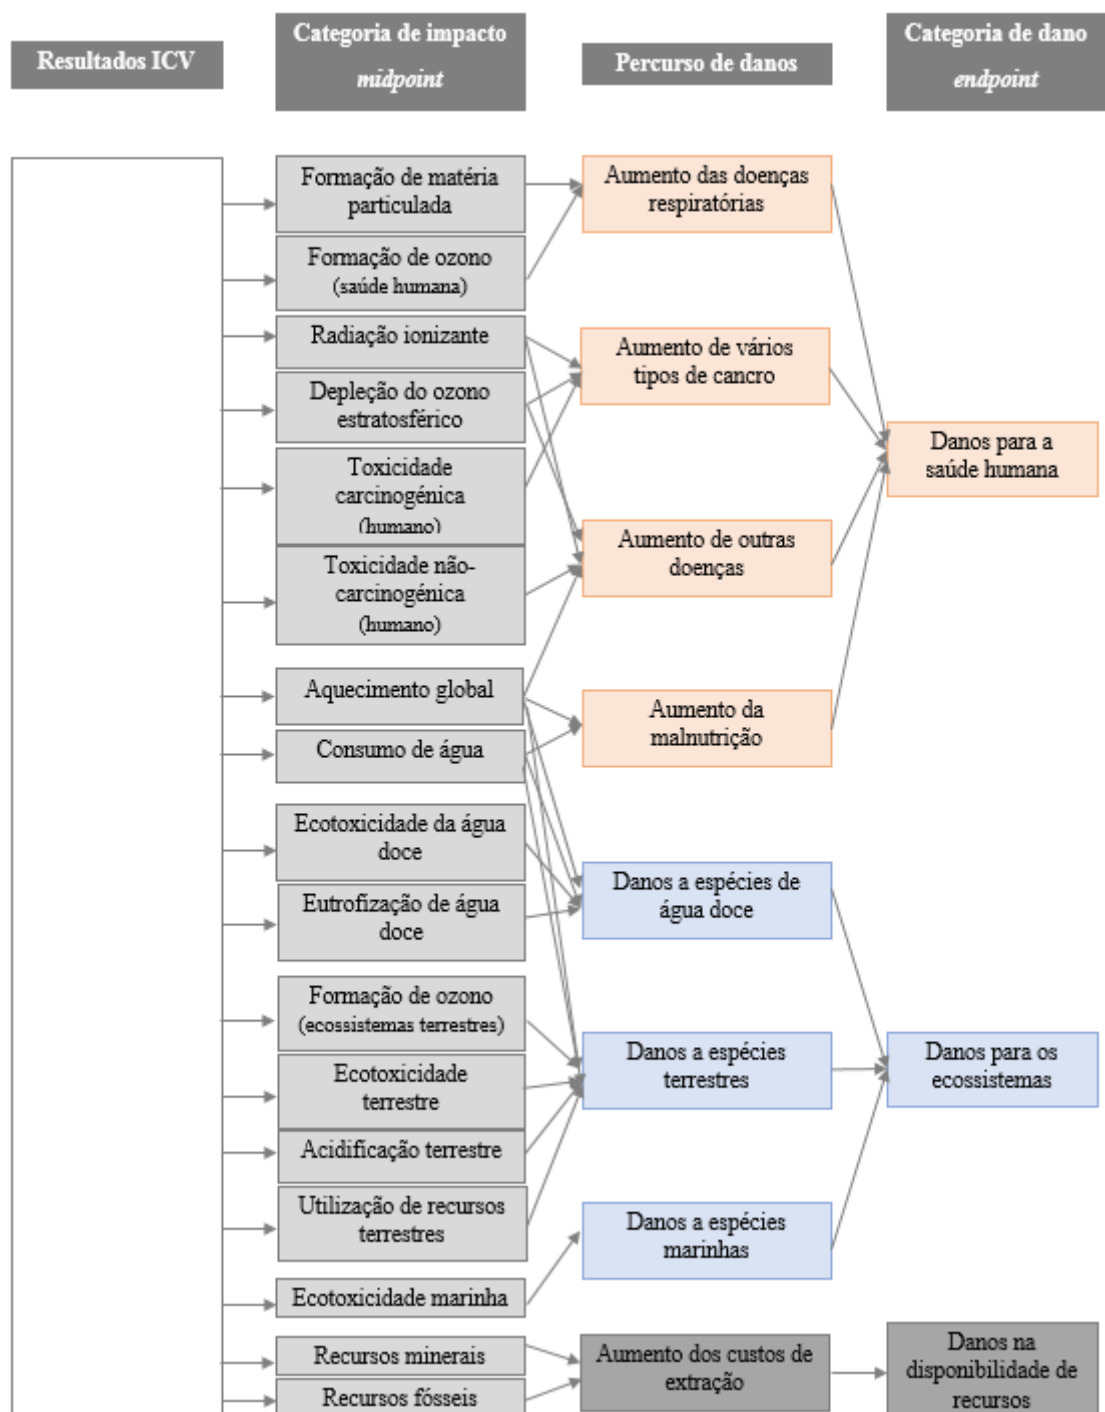 Resultados ICV
Categoria de impacto
midpoint
Percurso de danos
Categoria de dano
endpoint
Formação de matéria
particulada
Formação de ozono
(saúde humana)
Radiação ionizante
Depleção do ozono
estratosférico
Toxicidade
carcinogénica
(humano)
Toxicidade não-
carcinogénica
(humano)
Aquecimento global
Consumo de água
Ecotoxicidade da água
doce
Eutrofização de água
doce
Formação de ozono
(ecossistemas terrestres)
Ecotoxicidade
terrestre
Acidificação terrestre
Utilização de recursos
terrestres
Ecotoxicidade marinha
Recursos minerais
Recursos fósseis
Aumento das doenças
respiratórias
Aumento de vários
tipos de cancro
Aumento de outras
doenças
Aumento da
malnutrição
Danos a espécies de
água doce
Danos a espécies
terrestres
Danos a espécies
marinhas
Aumento dos custos de
extração
Danos para a
saúde humana
Danos para os
ecossistemas
Danos na
disponibilidade de
recursos